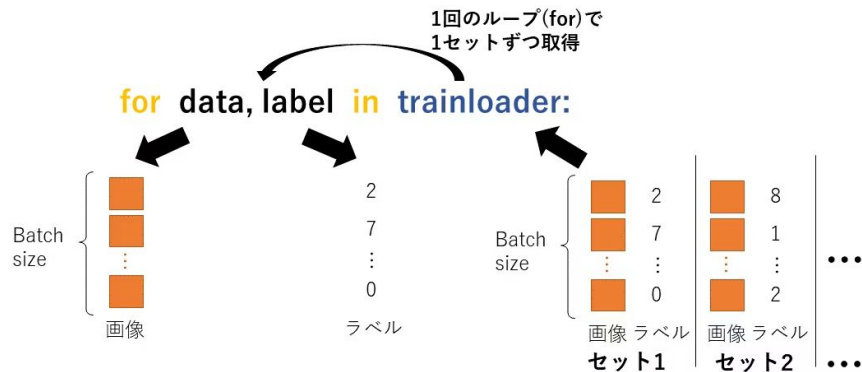 1回のループ(for)で
1セットずつ取得
for data, label in trainloader:
Batch
size
2
7
⋮
0
画像
ラベル
Batch
size
2
7
⋮
0
画像 ラベル
セット1
8
1
⋮
2
画像 ラベル
セット2
•••
•••